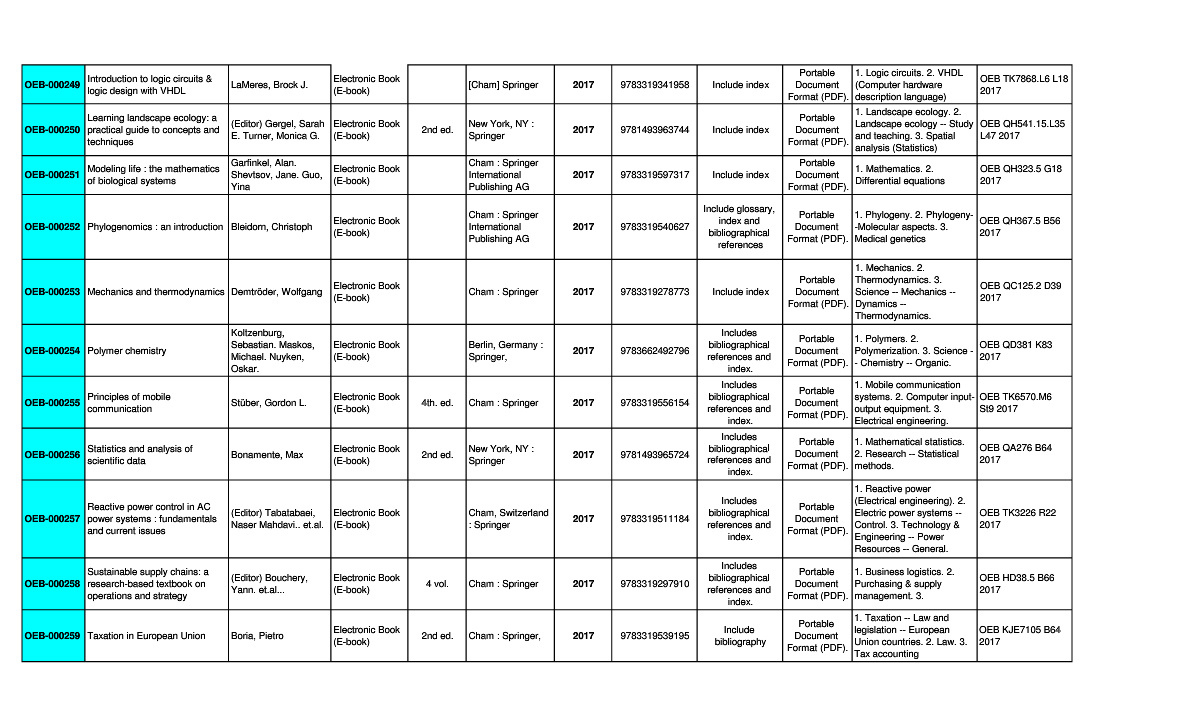 OEB-000249
Introduction to logic circuits &
logic design with VHDL
LaMeres, Brock J.
Electronic Book
(E-book)
[Cham] Springer
2017
9783319341958
Include index
Portable
Document
Format (PDF).
1. Logic circuits. 2. VHDL
(Computer hardware
description language)
OEB TK7868.L6 L18
2017
OEB-000250
Learning landscape ecology: a
practical guide to concepts and
techniques
(Editor) Gergel, Sarah
E. Turner, Monica G.
Electronic Book
(E-book)
2nd ed.
New York, NY :
Springer
2017
9781493963744
Include index
Portable
Document
Format (PDF).
1. Landscape ecology. 2.
Landscape ecology -- Study
and teaching. 3. Spatial
analysis (Statistics)
OEB QH541.15.L35
L47 2017
OEB-000251
Modeling life : the mathematics
of biological systems
Garfinkel, Alan.
Shevtsov, Jane. Guo,
Yina
Electronic Book
(E-book)
Cham : Springer
International
Publishing AG
2017
9783319597317
Include index
Portable
Document
Format (PDF).
1. Mathematics. 2.
Differential equations
OEB QH323.5 G18
2017
OEB-000252
Phylogenomics : an introduction
Bleidorn, Christoph
Electronic Book
(E-book)
Cham : Springer
International
Publishing AG
2017
9783319540627
Include glossary,
index and
bibliographical
references
Portable
Document
Format (PDF).
1. Phylogeny. 2. Phylogeny-
-Molecular aspects. 3.
Medical genetics
OEB QH367.5 B56
2017
OEB-000253
Mechanics and thermodynamics
Demtröder, Wolfgang
Electronic Book
(E-book)
Cham : Springer
2017
9783319278773
Include index
Portable
Document
Format (PDF).
1. Mechanics. 2.
Thermodynamics. 3.
Science -- Mechanics --
Dynamics --
Thermodynamics.
OEB QC125.2 D39
2017
OEB-000254
Polymer chemistry
Koltzenburg,
Sebastian. Maskos,
Michael. Nuyken,
Oskar.
Electronic Book
(E-book)
Berlin, Germany :
Springer,
2017
9783662492796
Includes
bibliographical
references and
index.
Portable
Document
Format (PDF).
1. Polymers. 2.
Polymerization. 3. Science -
- Chemistry -- Organic.
OEB QD381 K83
2017
OEB-000255
Principles of mobile
communication
Stüber, Gordon L.
Electronic Book
(E-book)
4th. ed.
Cham : Springer
2017
9783319556154
Includes
bibliographical
references and
index.
Portable
Document
Format (PDF).
1. Mobile communication
systems. 2. Computer input-
output equipment. 3.
Electrical engineering.
OEB TK6570.M6
St9 2017
OEB-000256
Statistics and analysis of
scientific data
Bonamente, Max
Electronic Book
(E-book)
2nd ed.
New York, NY :
Springer
2017
9781493965724
Includes
bibliographical
references and
index.
Portable
Document
Format (PDF).
1. Mathematical statistics.
2. Research -- Statistical
methods.
OEB QA276 B64
2017
OEB-000257
Reactive power control in AC
power systems : fundamentals
and current issues
(Editor) Tabatabaei,
Naser Mahdavi.. et.al.
Electronic Book
(E-book)
Cham, Switzerland
: Springer
2017
9783319511184
Includes
bibliographical
references and
index.
Portable
Document
Format (PDF).
1. Reactive power
(Electrical engineering). 2.
Electric power systems --
Control. 3. Technology &
Engineering -- Power
Resources -- General.
OEB TK3226 R22
2017
OEB-000258
Sustainable supply chains: a
research-based textbook on
operations and strategy
(Editor) Bouchery,
Yann. et.al...
Electronic Book
(E-book)
4 vol.
Cham : Springer
2017
9783319297910
Includes
bibliographical
references and
index.
Portable
Document
Format (PDF).
1. Business logistics. 2.
Purchasing & supply
management. 3.
OEB HD38.5 B66
2017
OEB-000259
Taxation in European Union
Boria, Pietro
Electronic Book
(E-book)
2nd ed.
Cham : Springer,
2017
9783319539195
Include
bibliography
Portable
Document
Format (PDF).
1. Taxation -- Law and
legislation -- European
Union countries. 2. Law. 3.
Tax accounting
OEB KJE7105 B64
2017